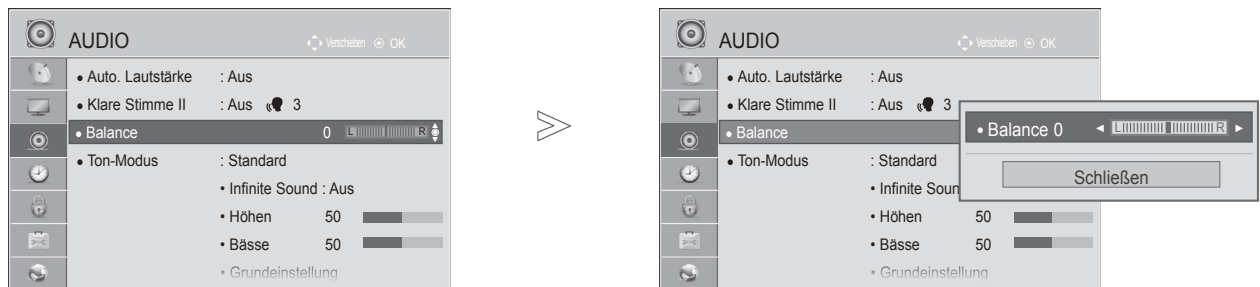 AUDIO
Verschieben OK
• Auto. Lautstärke : Aus
• Klare Stimme II : Aus 3
• Balance 0 L R
• Ton-Modus : Standard
• Infinite Sound : Aus
• Höhen 50
• Bässe 50
• Grundeinstellung
>
AUDIO
Verschieben OK
• Auto. Lautstärke : Aus
• Klare Stimme II : Aus 3
• Balance
• Ton-Modus : Standard
• Infinite Soun
• Höhen 50
• Bässe 50
• Grundeinstellung
• Balance 0 ◄ L R ►
Schließen